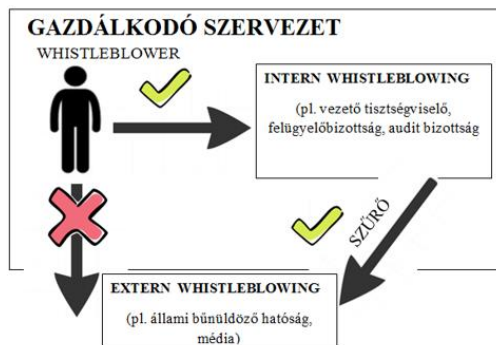 GAZDÁLKODÓ SZERVEZET
WHISTLEBLOWER
INTERN WHISTLEBLOWING
(pl. vezető tisztségviselő,
felügyelőbizottság, audit bizottság
SZŰRŐ
EXTERN WHISTLEBLOWING
(pl. állami bűnüldöző hatóság,
média)